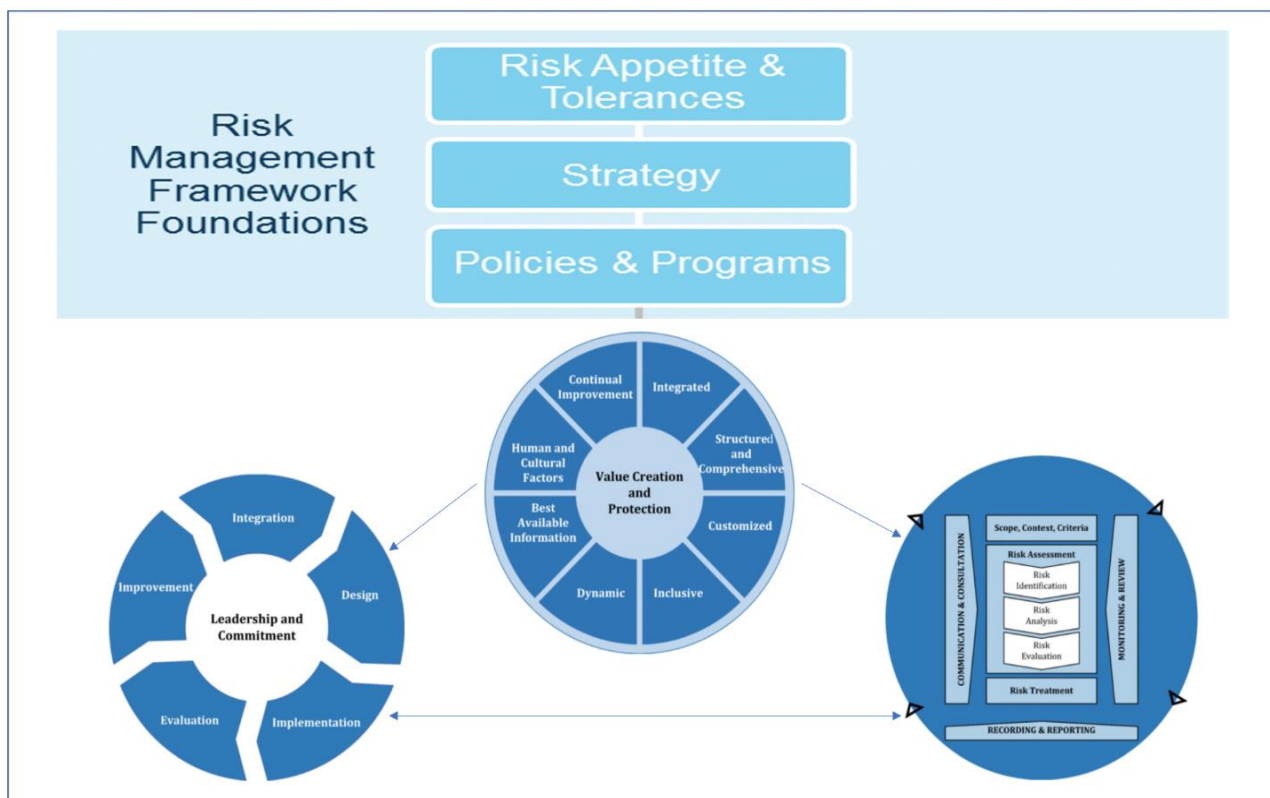 Risk Appetite &
Tolerances
Risk
Management
Framework
Foundations
Strategy
Policies & Programs
Continual
Improvement
Integrated
Human and
Cultural
Factors
Structured
and
Comprehensive
Value Creation
and
Protection
Best
Available
Information
Customized
Dynamic
Inclusive
Integration
Improvement
Design
Leadership and
Commitment
Evaluation
Implementation
COMMUNICATION & CONSULTATION
Scope, Context, Criteria
Risk Assessment
Risk
Identification
Risk
Analysis
Risk
Evaluation
Risk Treatment
MONITORING & REVIEW
RECORDING & REPORTING